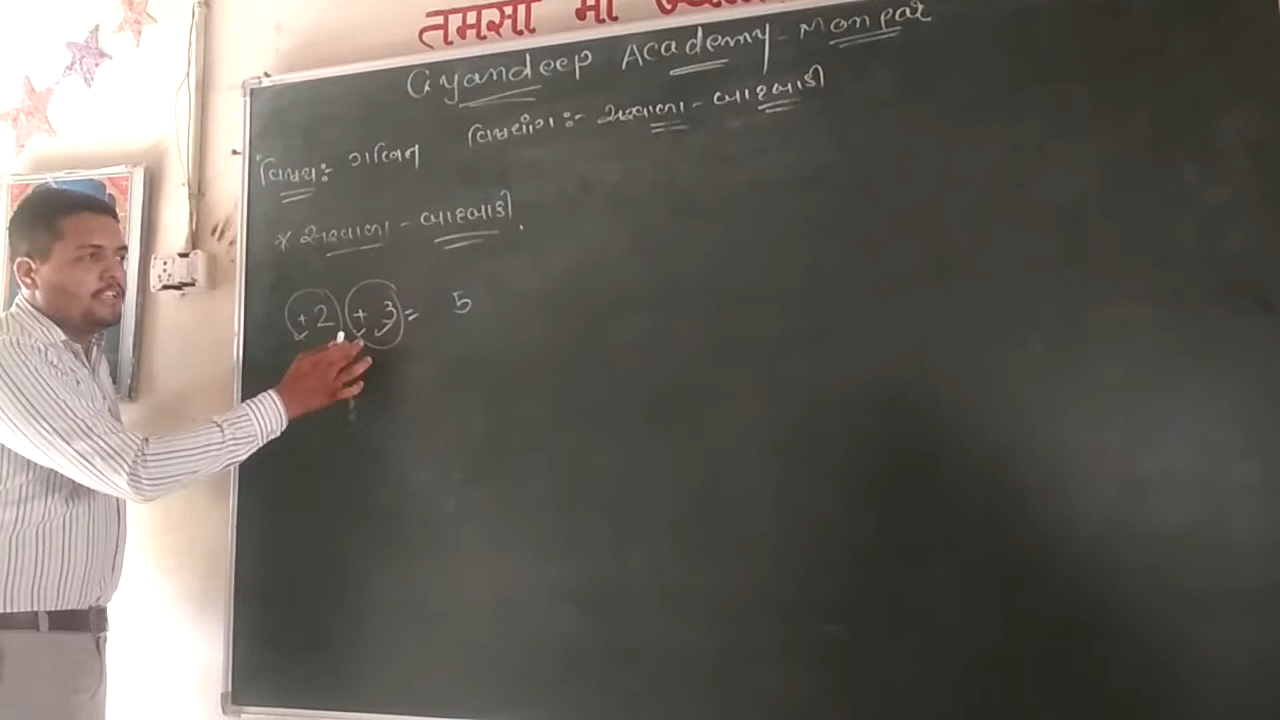 तमसो मा ज्यो
Gyandeep Academy - Monpar
વિષય:- ગણિત
વિષયાંગ :- સરવાળા - બાદબાકી
* સરવાળા - બાદબાકી.
+2 + 3 = 5